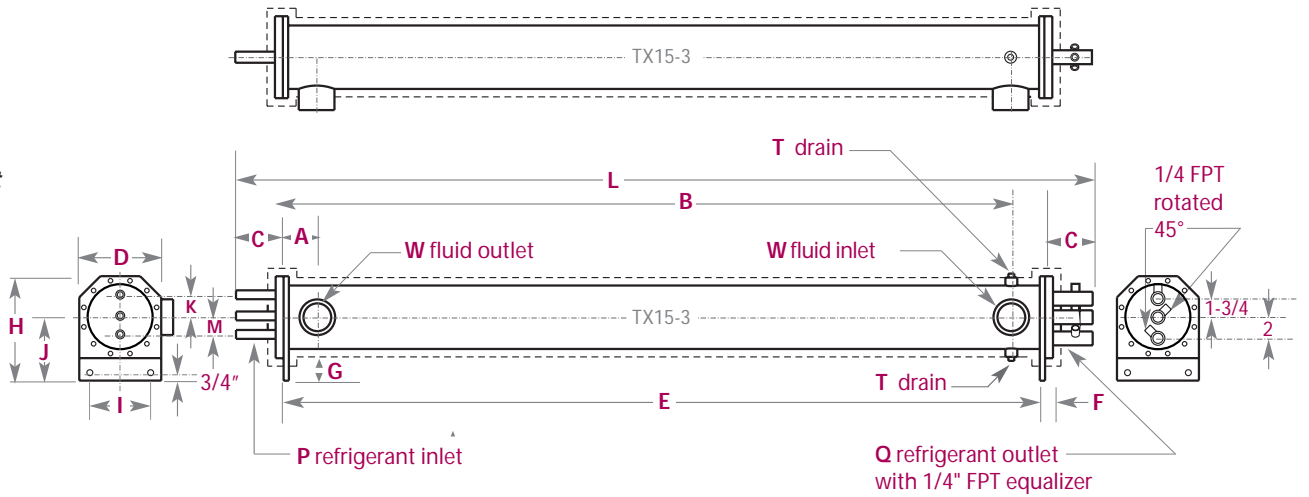 TX15-3
T drain
L
1/4 FPT
rotated
45°
B
C
A
W fluid outlet
W fluid inlet
C
D
H
K
M
J
I
3/4"
TX15-3
1-3/4
2
G
T drain
E
F
P refrigerant inlet
Q refrigerant outlet
with 1/4" FPT equalizer